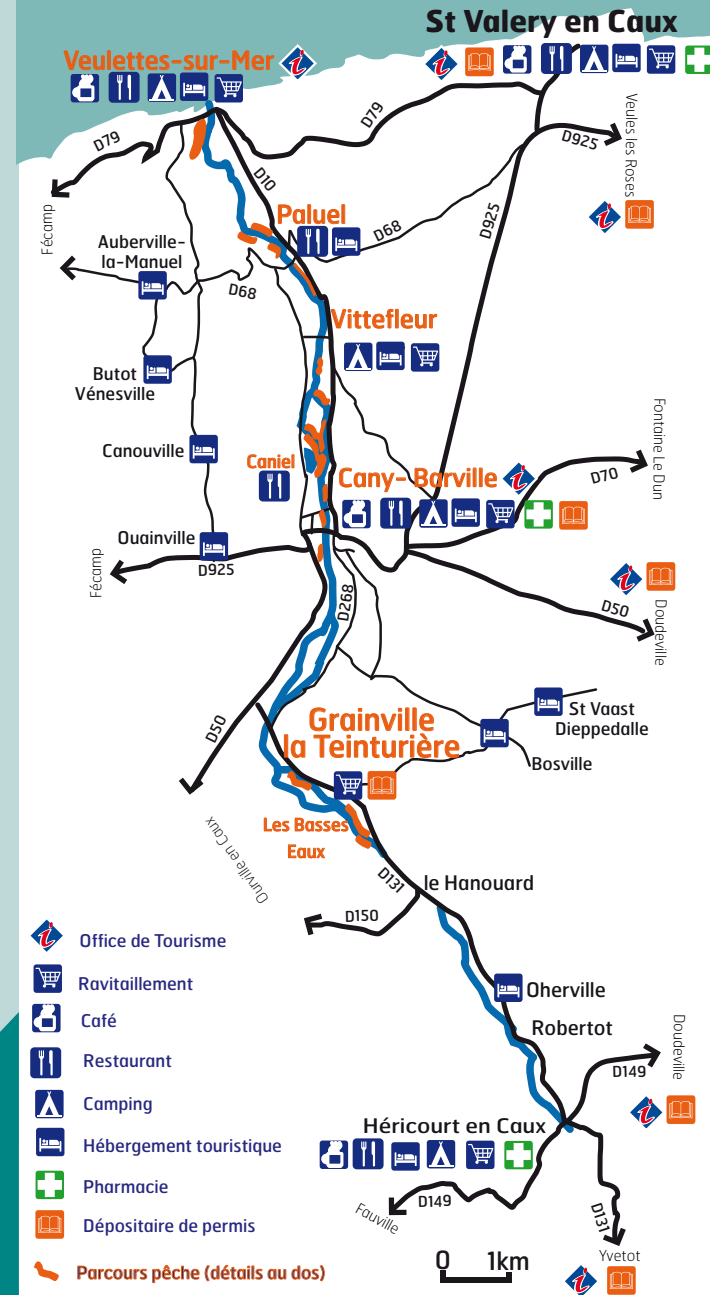 St Valery en Caux
Veulettes-sur-Mer
D79
D79
D925
Veules les Roses
Fécamp
D10
Paluel
D68
D925
Auberville-
la-Manuel
D68
Vittefleur
Butot
Vénesville
Canouville
Caniel
Cany-Barville
D70
Fontaine Le Dun
Ouainville
D925
Fécamp
D268
D50
Doudeville
D50
Grainville
la Teinturière
St Vaast
Dieppedalle
Bosville
Les Basses
Eaux
Ourville en Caux
D131
le Hanouard
D150
Oherville
Robertot
Doudeville
D149
Héricourt en Caux
D149
Fauville
D131
Yvetot
0 1km
Office de Tourisme
Ravitaillement
Café
Restaurant
Camping
Hébergement touristique
Pharmacie
Dépositaire de permis
Parcours pêche (détails au dos)